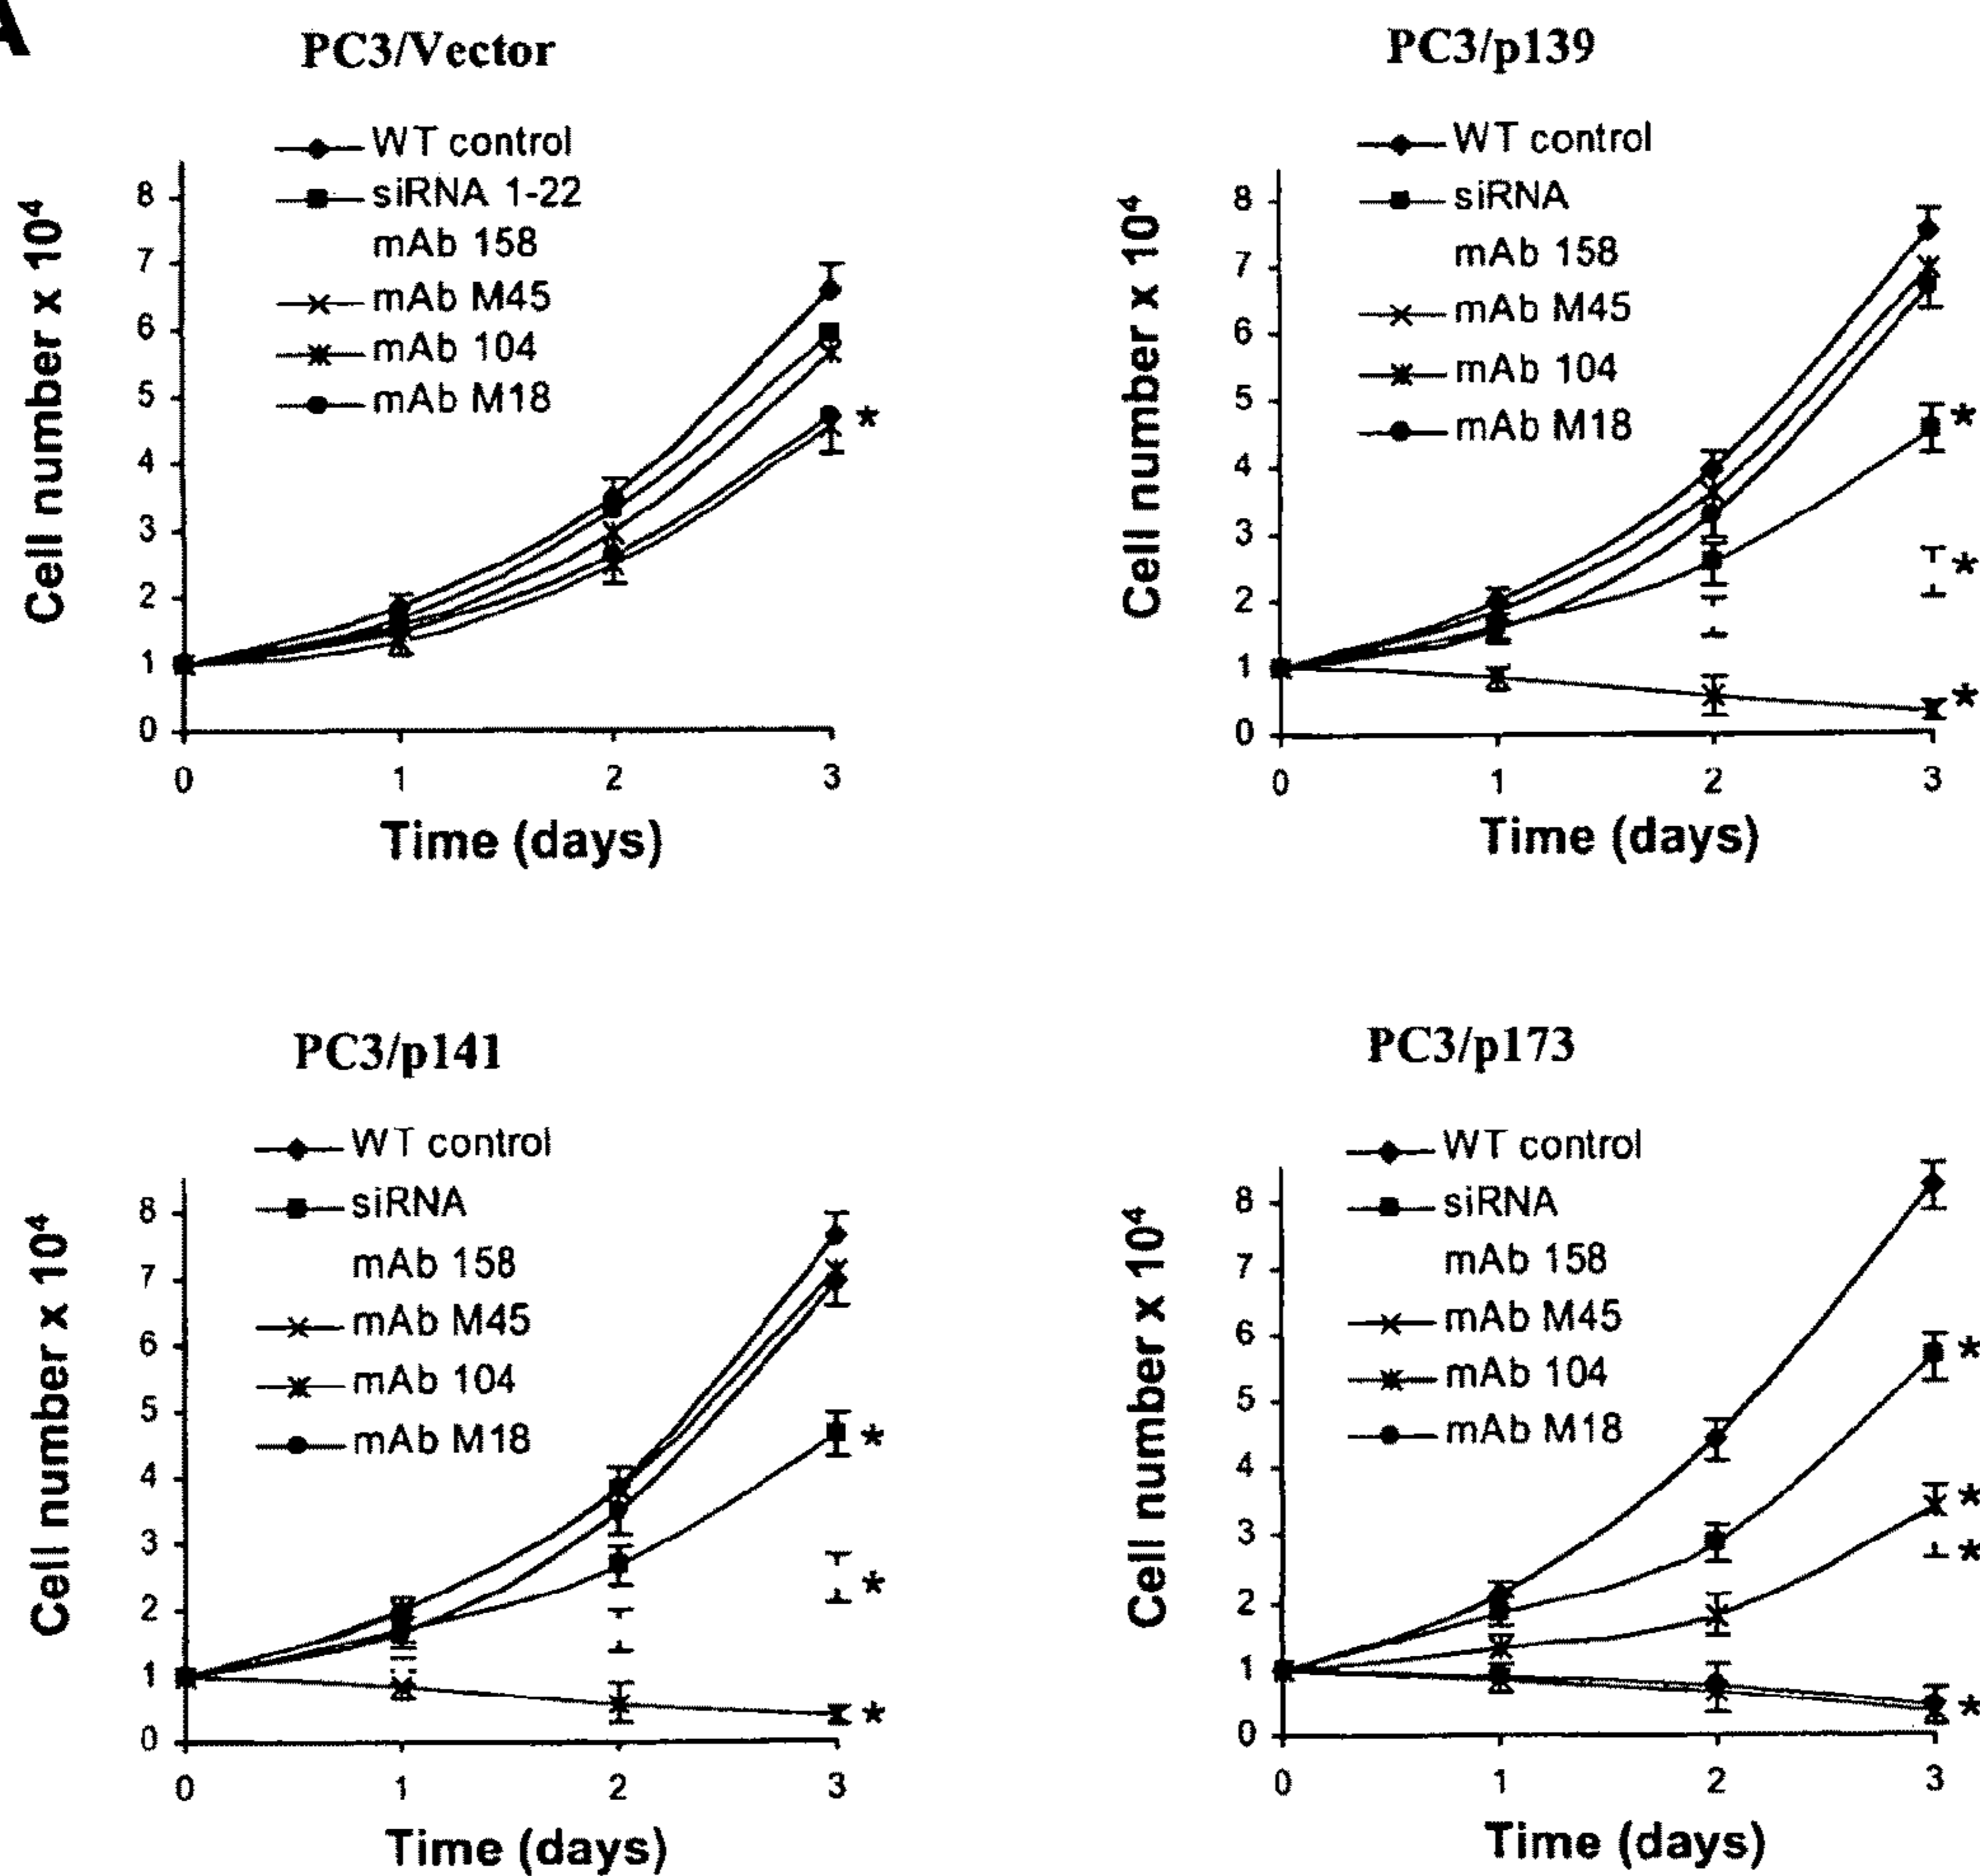 A
PC3/Vector
WT control
siRNA 1-22
mAb 158
mAb M45
mAb 104
mAb M18
Cell number x 10⁴
8
7
6
5
4
3
2
1
0
*
0 1 2 3
Time (days)
PC3/p139
WT control
siRNA
mAb 158
mAb M45
mAb 104
mAb M18
Cell number x 10⁴
8
7
6
5
4
3
2
1
0
*
*
*
0 1 2 3
Time (days)
PC3/p141
WT control
siRNA
mAb 158
mAb M45
mAb 104
mAb M18
Cell number x 10⁴
8
7
6
5
4
3
2
1
0
*
*
*
0 1 2 3
Time (days)
PC3/p173
WT control
siRNA
mAb 158
mAb M45
mAb 104
mAb M18
Cell number x 10⁴
8
7
6
5
4
3
2
1
0
*
*
*
*
0 1 2 3
Time (days)